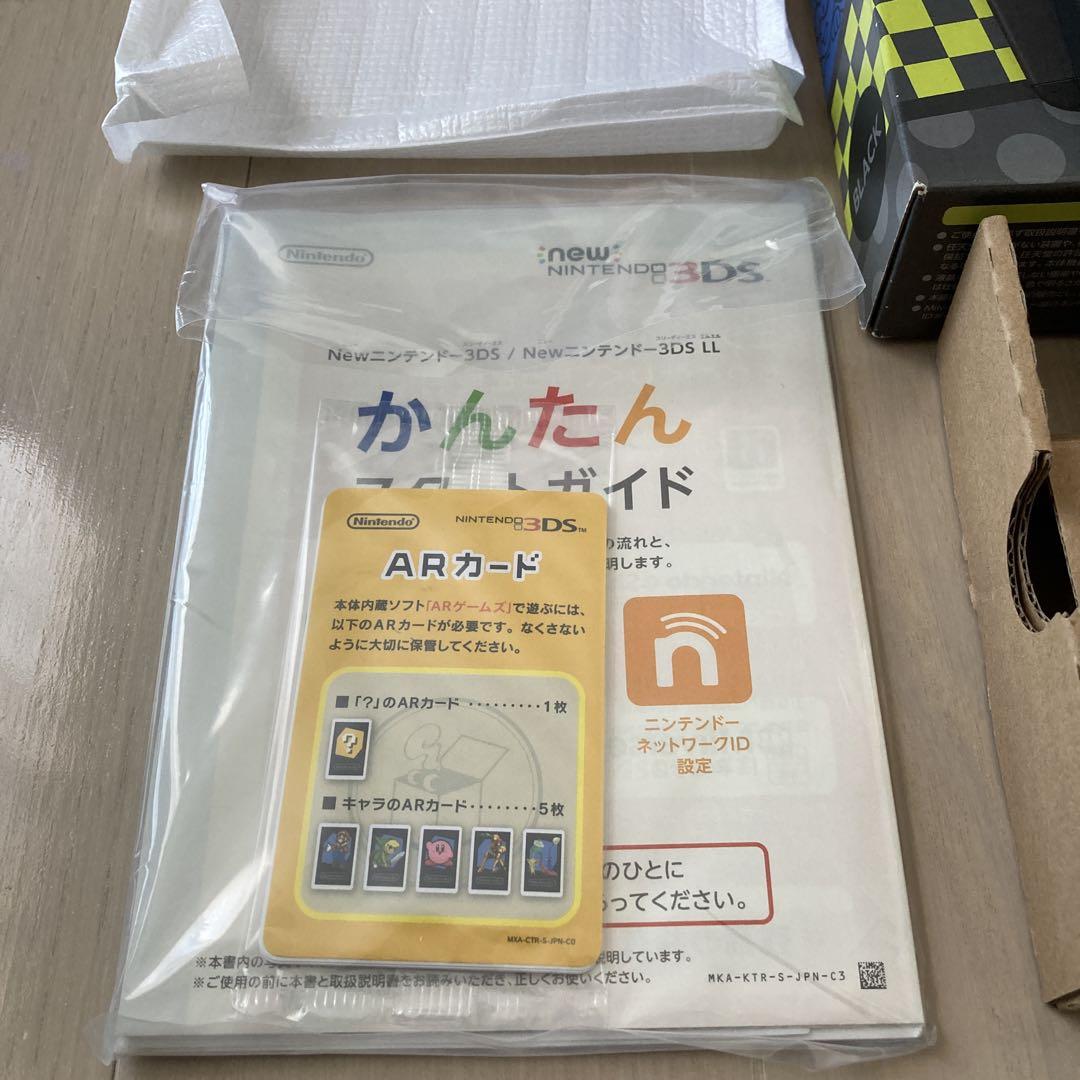 BLACK
Nintendo
new
NINTENDO3DS
Newニンテンドー3DS / Newニンテンドー3DS LL
かんたん
スタートガイド
の流れと、
明します。
Nintendo
NINTENDO3DS™
ARカード
本体内蔵ソフト「ARゲームズ」で遊ぶには、
以下のARカードが必要です。なくさない
ように大切に保管してください。
■「?」のARカード ・・・・・・・・・1枚
■ キャラのARカード・・・・・・・・5枚
MXA-CTR-S-JPN-C0
n
ニンテンドー
ネットワークID
設定
のひとに
ってください。
※本書内の
説明しています。
※ご使用の前に本書と取扱説明書をお読みいただき、正しくお使いください。
MKA-KTR-S-JPN-C3